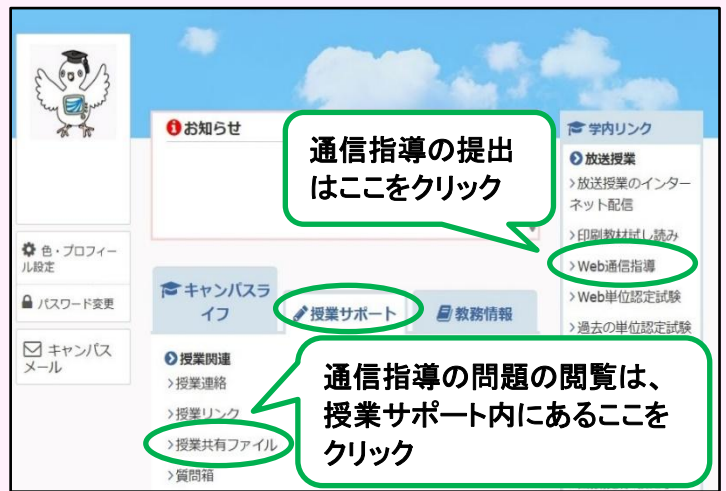 お知らせ
通信指導の提出
はここをクリック
学内リンク
放送授業
>放送授業のインター
ネット配信
>印刷教材試し読み
>Web通信指導
>Web単位認定試験
>過去の単位認定試験
色・プロフィー
ル設定
パスワード変更
キャンパス
メール
キャンパスラ
イフ
授業サポート
教務情報
授業関連
>授業連絡
>授業リンク
>授業共有ファイル
>質問箱
通信指導の問題の閲覧は、
授業サポート内にあるここを
クリック